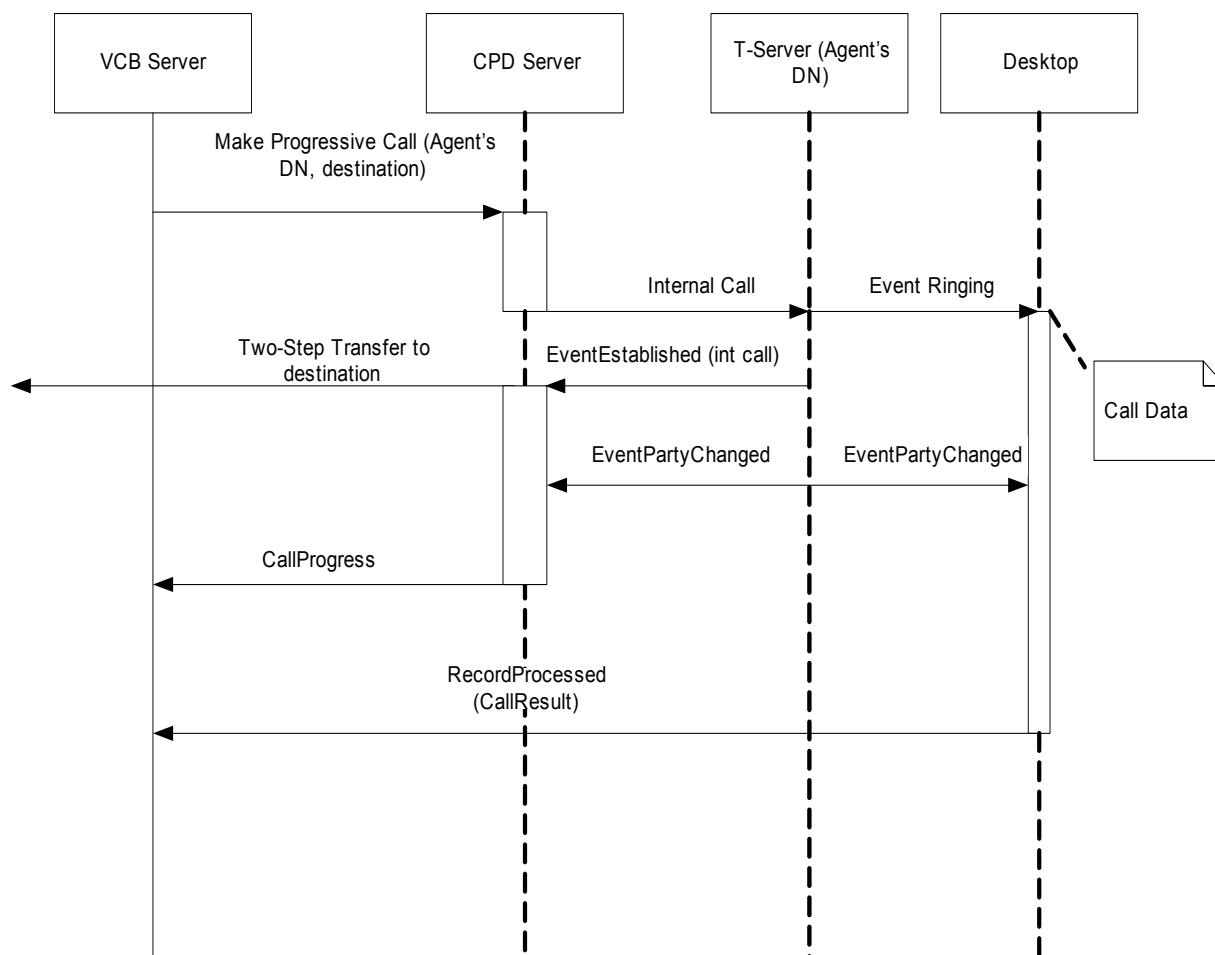 VCB Server
CPD Server
T-Server (Agent's
DN)
Desktop
Make Progressive Call (Agent's
DN, destination)
Internal Call
Event Ringing
Two-Step Transfer to
destination
EventEstablished (int call)
Call Data
EventPartyChanged
EventPartyChanged
CallProgress
RecordProcessed
(CallResult)